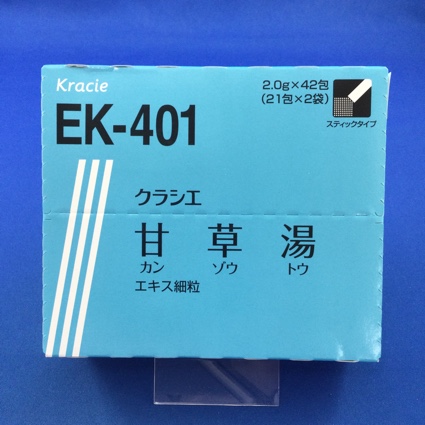 Kracie
2.0g×42包
(21包×2袋)
スティックタイプ
EK-401
クラシエ
甘草湯
カンゾウトウ
エキス細粒